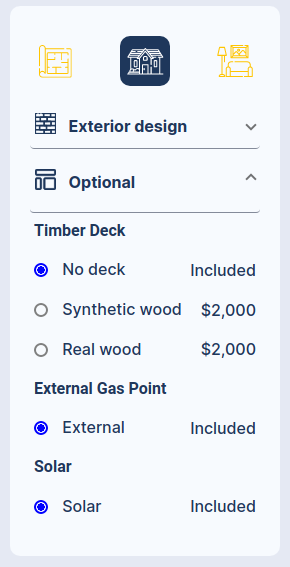 Exterior design
Optional
Timber Deck
No deck Included
Synthetic wood $2,000
Real wood $2,000
External Gas Point
External Included
Solar
Solar Included